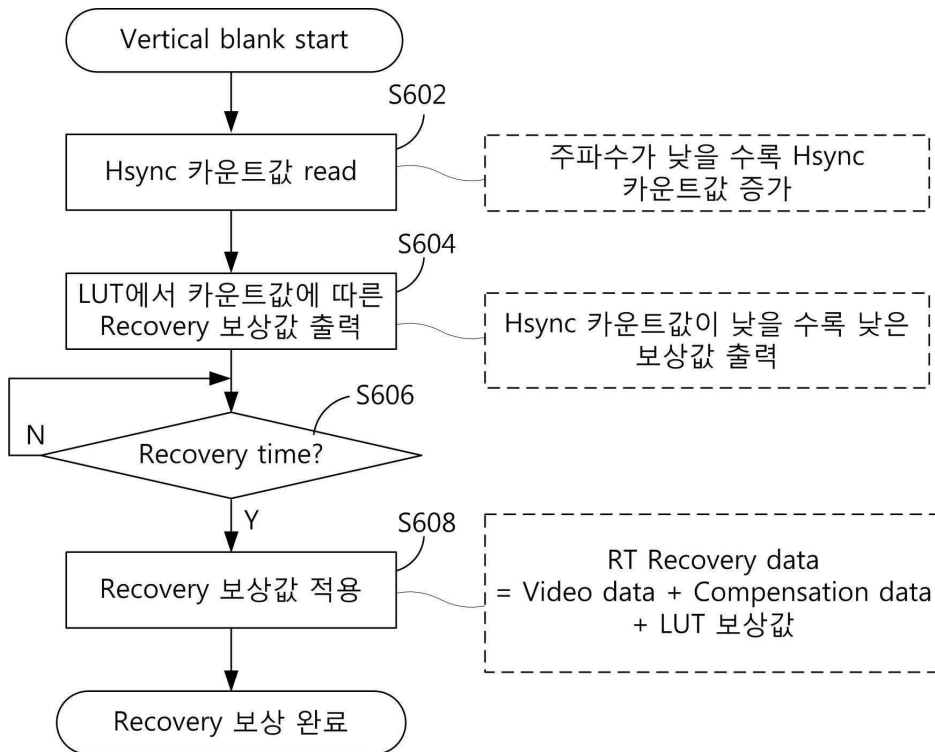 Vertical blank start
S602
Hsync 카운트값 read
주파수가 낮을 수록 Hsync
카운트값 증가
S604
LUT에서 카운트값에 따른
Recovery 보상값 출력
Hsync 카운트값이 낮을 수록 낮은
보상값 출력
S606
N
Recovery time?
Y
S608
Recovery 보상값 적용
RT Recovery data
= Video data + Compensation data
+ LUT 보상값
Recovery 보상 완료